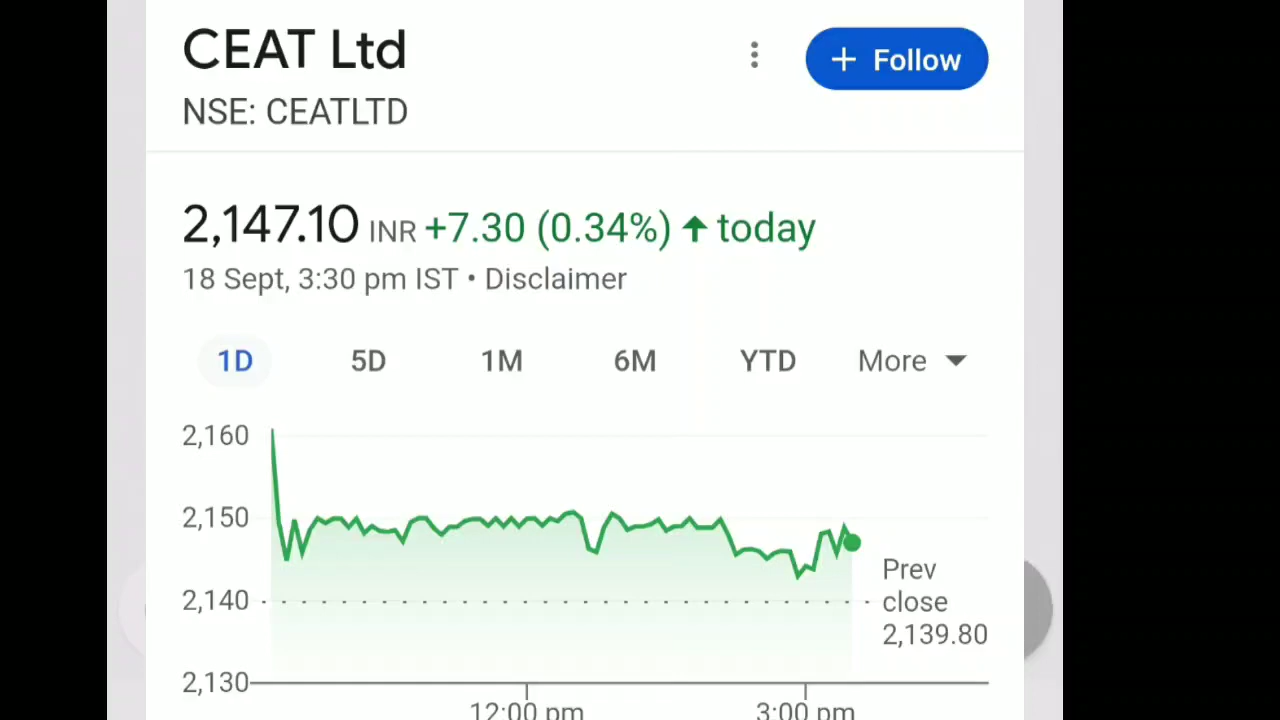 CEAT Ltd
+ Follow
NSE: CEATLTD
2,147.10 INR +7.30 (0.34%) ↑ today
18 Sept, 3:30 pm IST • Disclaimer
1D 5D 1M 6M YTD More
2,160
2,150
2,140
2,130
Prev
close
2,139.80
12:00 pm 3:00 pm